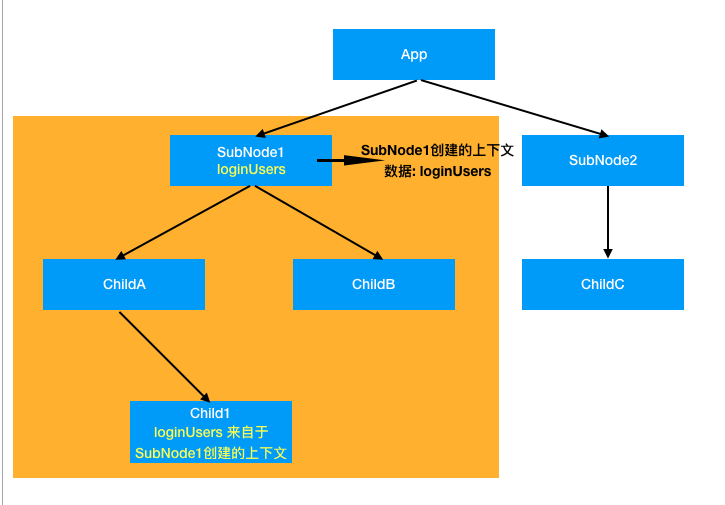 App
SubNode1
loginUsers
SubNode1创建的上下文
数据: loginUsers
SubNode2
ChildA
ChildB
ChildC
Child1
loginUsers 来自于
SubNode1创建的上下文